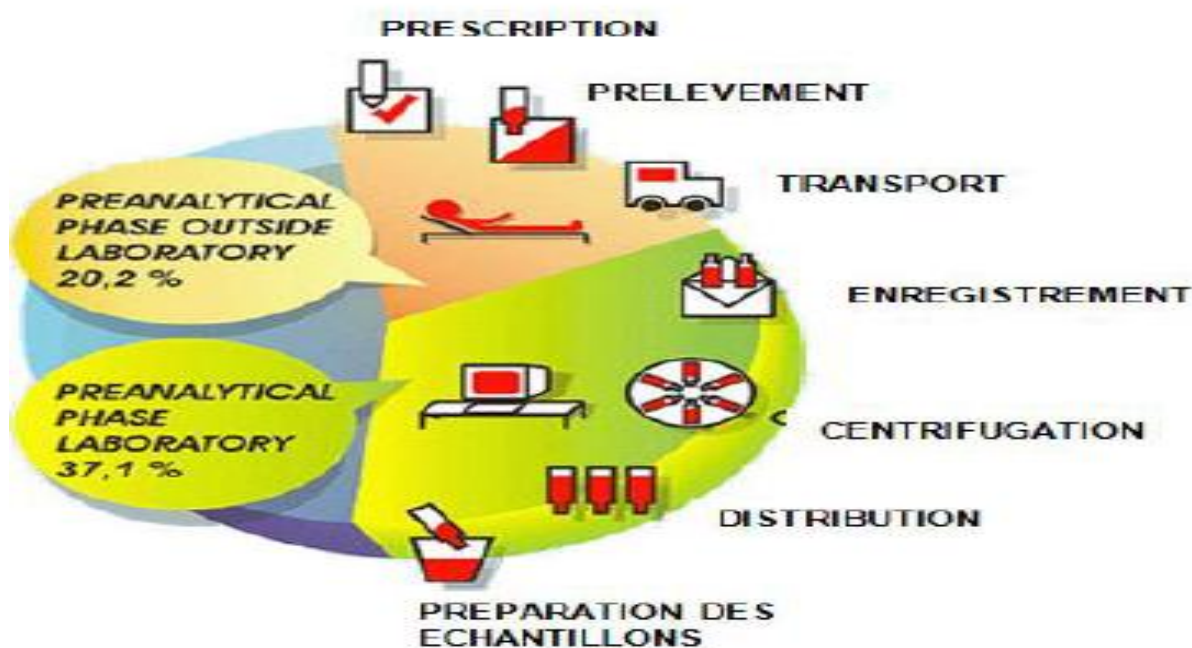 PRESCRIPTION
PRELEVEMENT
TRANSPORT
PREANALYTICAL
PHASE OUTSIDE
LABORATORY
20,2 %
ENREGISTREMENT
PREANALYTICAL
PHASE
LABORATORY
37,1 %
CENTRIFUGATION
DISTRIBUTION
PREPARATION DES
ECHANTILLONS